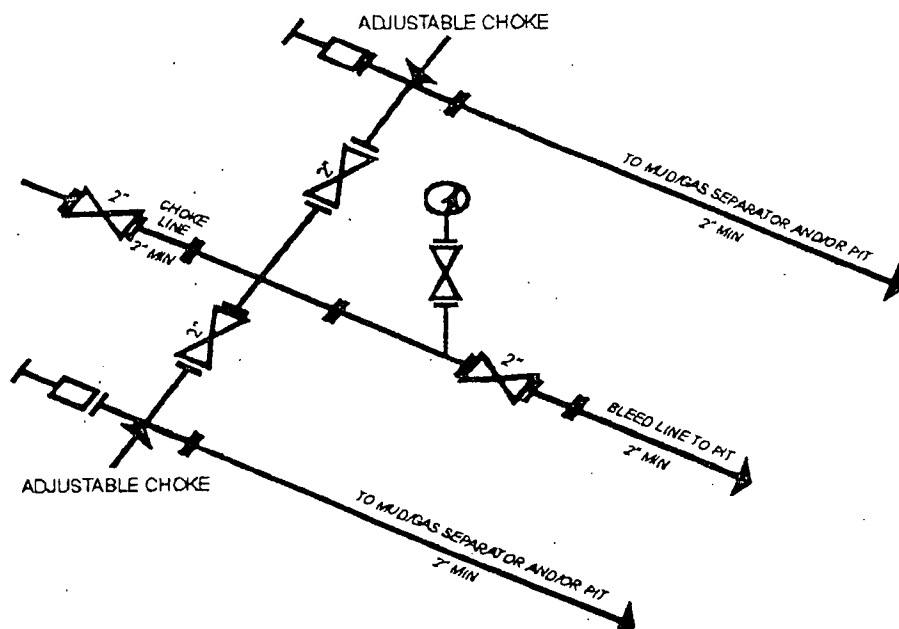 ADJUSTABLE CHOKE
TO MUD/GAS SEPARATOR AND/OR PIT
2" MIN
2"
2"
CHOKE
LINE
2" MIN
2"
2"
BLEED LINE TO PIT
2" MIN
ADJUSTABLE CHOKE
TO MUD/GAS SEPARATOR AND/OR PIT
2" MIN